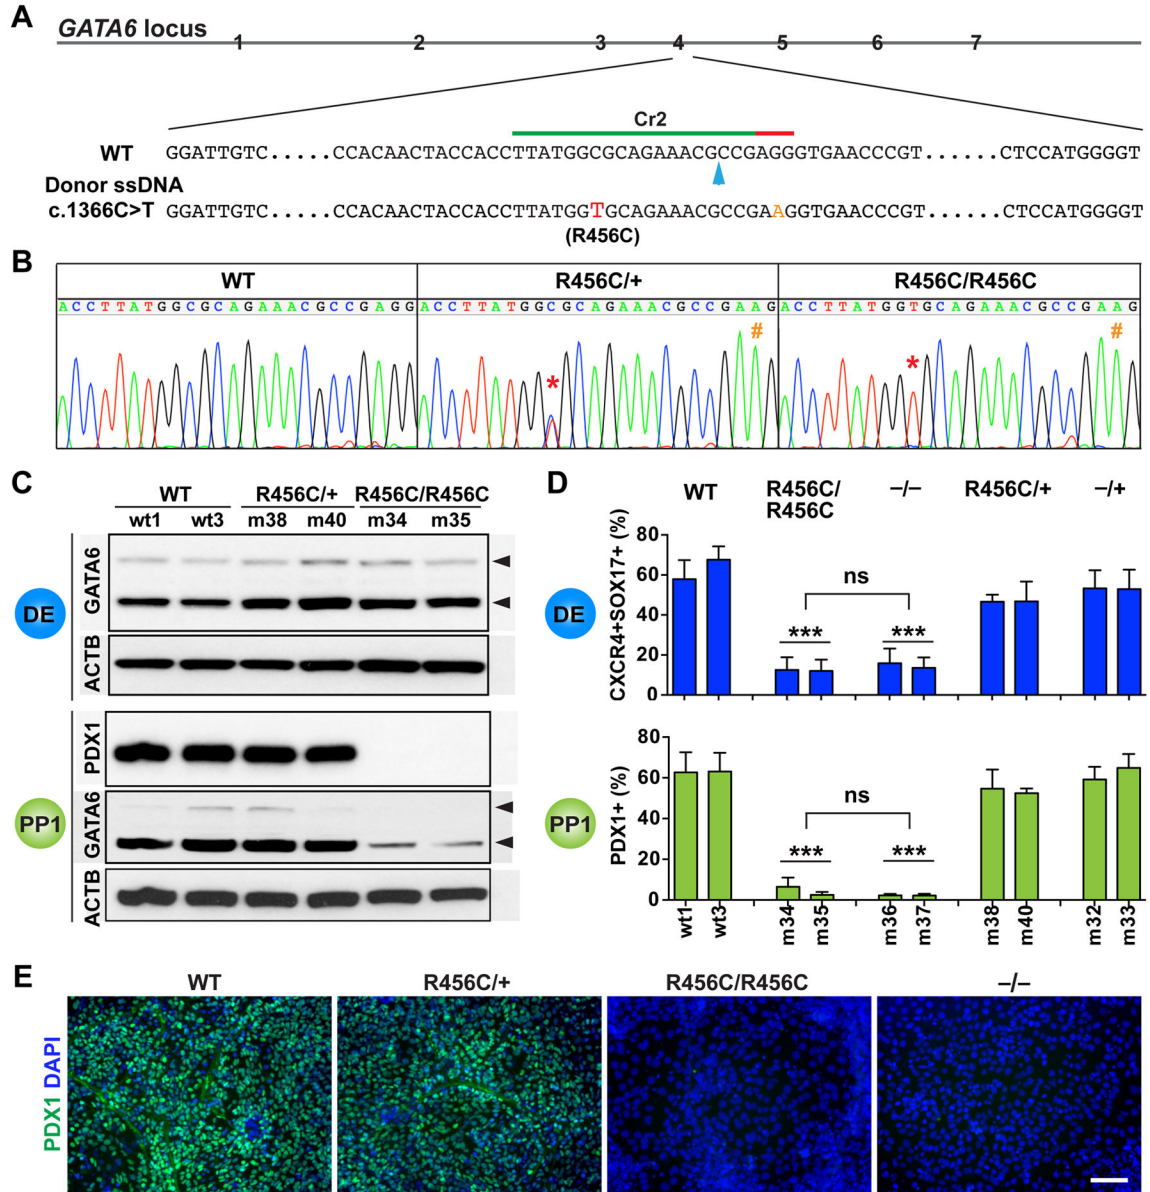 A
GATA6 locus
1 2 3 4 5 6 7
Cr2
WT GGATTGTC.....CCACAACTACCACCTTATGGCGCAGAAACGCCGAGGGTGAACCCGT......CTCCATGGGGT
Donor ssDNA
c.1366C>T GGATTGTC.....CCACAACTACCACCTTATGGTGCAGAAACGCCGAAGGTGAACCCGT......CTCCATGGGGT
(R456C)
B
WT R456C/+ R456C/R456C
ACCTTATGGCGCAGAAACGCCGAGG ACCTTATGGCGCAGAAACGCCGAAG ACCTTATGGTGCAGAAACGCCGAAG
* # * #
C
WT R456C/+ R456C/R456C
wt1 wt3 m38 m40 m34 m35
DE
GATA6
ACTB
PP1
PDX1
GATA6
ACTB
D
WT R456C/R456C −/− R456C/+ −/+
DE
CXCR4+SOX17+ (%)
80
60
40
20
0
ns
*** ***
PP1
PDX1+ (%)
80
60
40
20
0
ns
*** ***
wt1 wt3 m34 m35 m36 m37 m38 m40 m32 m33
E
WT R456C/+ R456C/R456C −/−
PDX1 DAPI